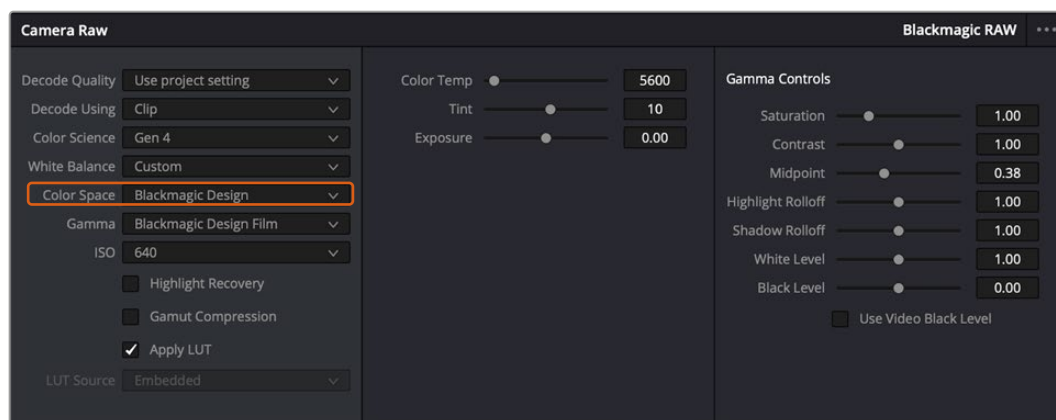 Camera Raw
Blackmagic RAW
Decode Quality Use project setting
Decode Using Clip
Color Science Gen 4
White Balance Custom
Color Space Blackmagic Design
Gamma Blackmagic Design Film
ISO 640
Highlight Recovery
Gamut Compression
Apply LUT
LUT Source Embedded
Color Temp 5600
Tint 10
Exposure 0.00
Gamma Controls
Saturation 1.00
Contrast 1.00
Midpoint 0.38
Highlight Rolloff 1.00
Shadow Rolloff 1.00
White Level 1.00
Black Level 0.00
Use Video Black Level